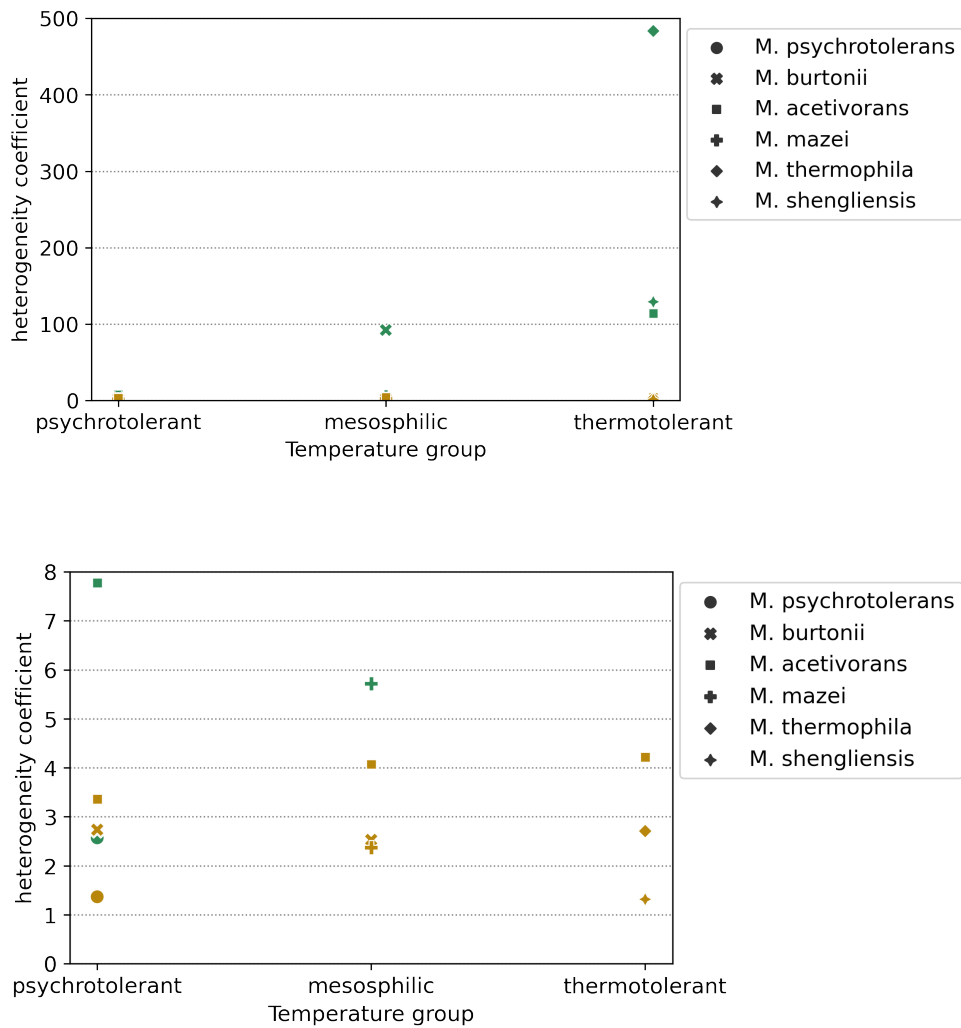 500
400
300
200
100
0
heterogeneity coefficient
psychrotolerant
mesosphilic
thermotolerant
Temperature group
M. psychrotolerans
M. burtonii
M. acetivorans
M. mazei
M. thermophila
M. shengliensis
8
7
6
5
4
3
2
1
0
heterogeneity coefficient
psychrotolerant
mesosphilic
thermotolerant
Temperature group
M. psychrotolerans
M. burtonii
M. acetivorans
M. mazei
M. thermophila
M. shengliensis